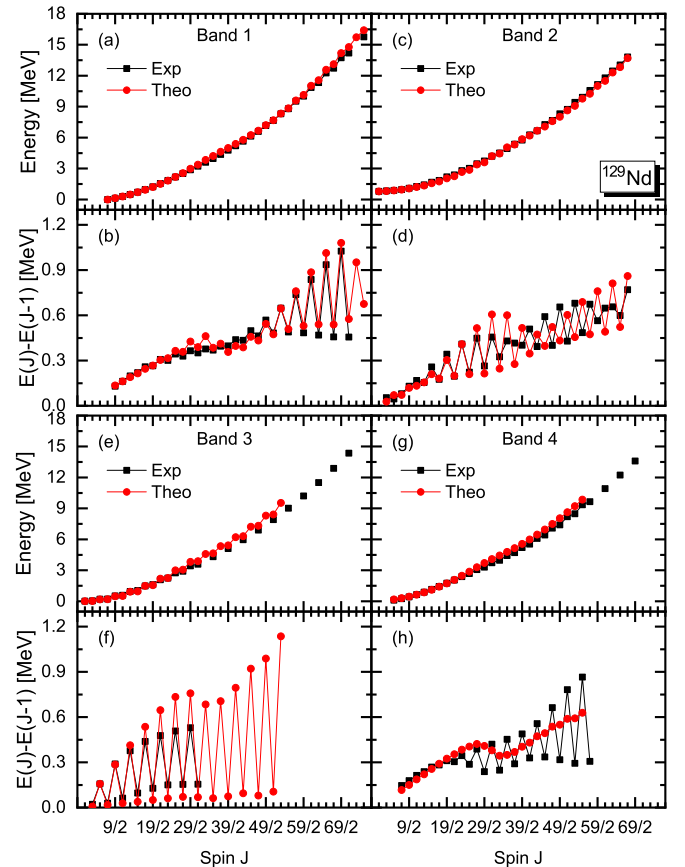 18
15
12
9
6
3
0
Energy [MeV]
(a)
Band 1
Exp
Theo
(c)
Band 2
Exp
Theo
129Nd
1.2
0.9
0.6
0.3
0.0
E(J)-E(J-1) [MeV]
(b)
(d)
18
15
12
9
6
3
0
Energy [MeV]
(e)
Band 3
Exp
Theo
(g)
Band 4
Exp
Theo
1.2
0.9
0.6
0.3
0.0
E(J)-E(J-1) [MeV]
(f)
(h)
9/2 19/2 29/2 39/2 49/2 59/2 69/2
9/2 19/2 29/2 39/2 49/2 59/2 69/2
Spin J
Spin J